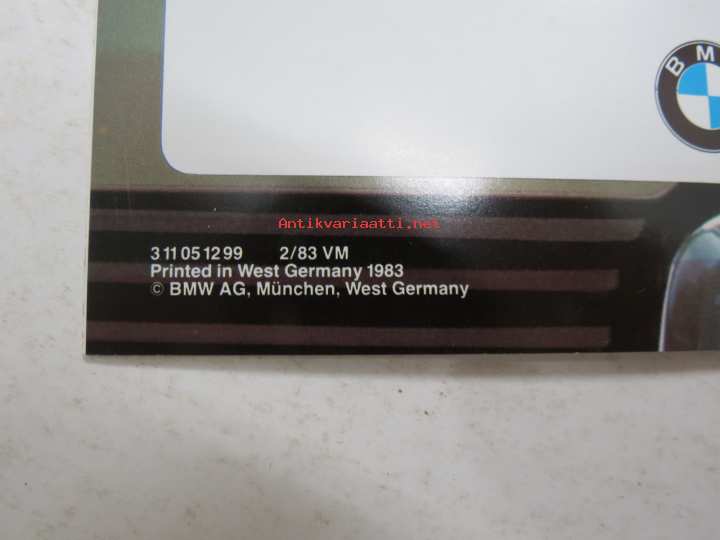 BM
Antikvariaatti.net
3 11 05 12 99 2/83 VM
Printed in West Germany 1983
© BMW AG, München, West Germany